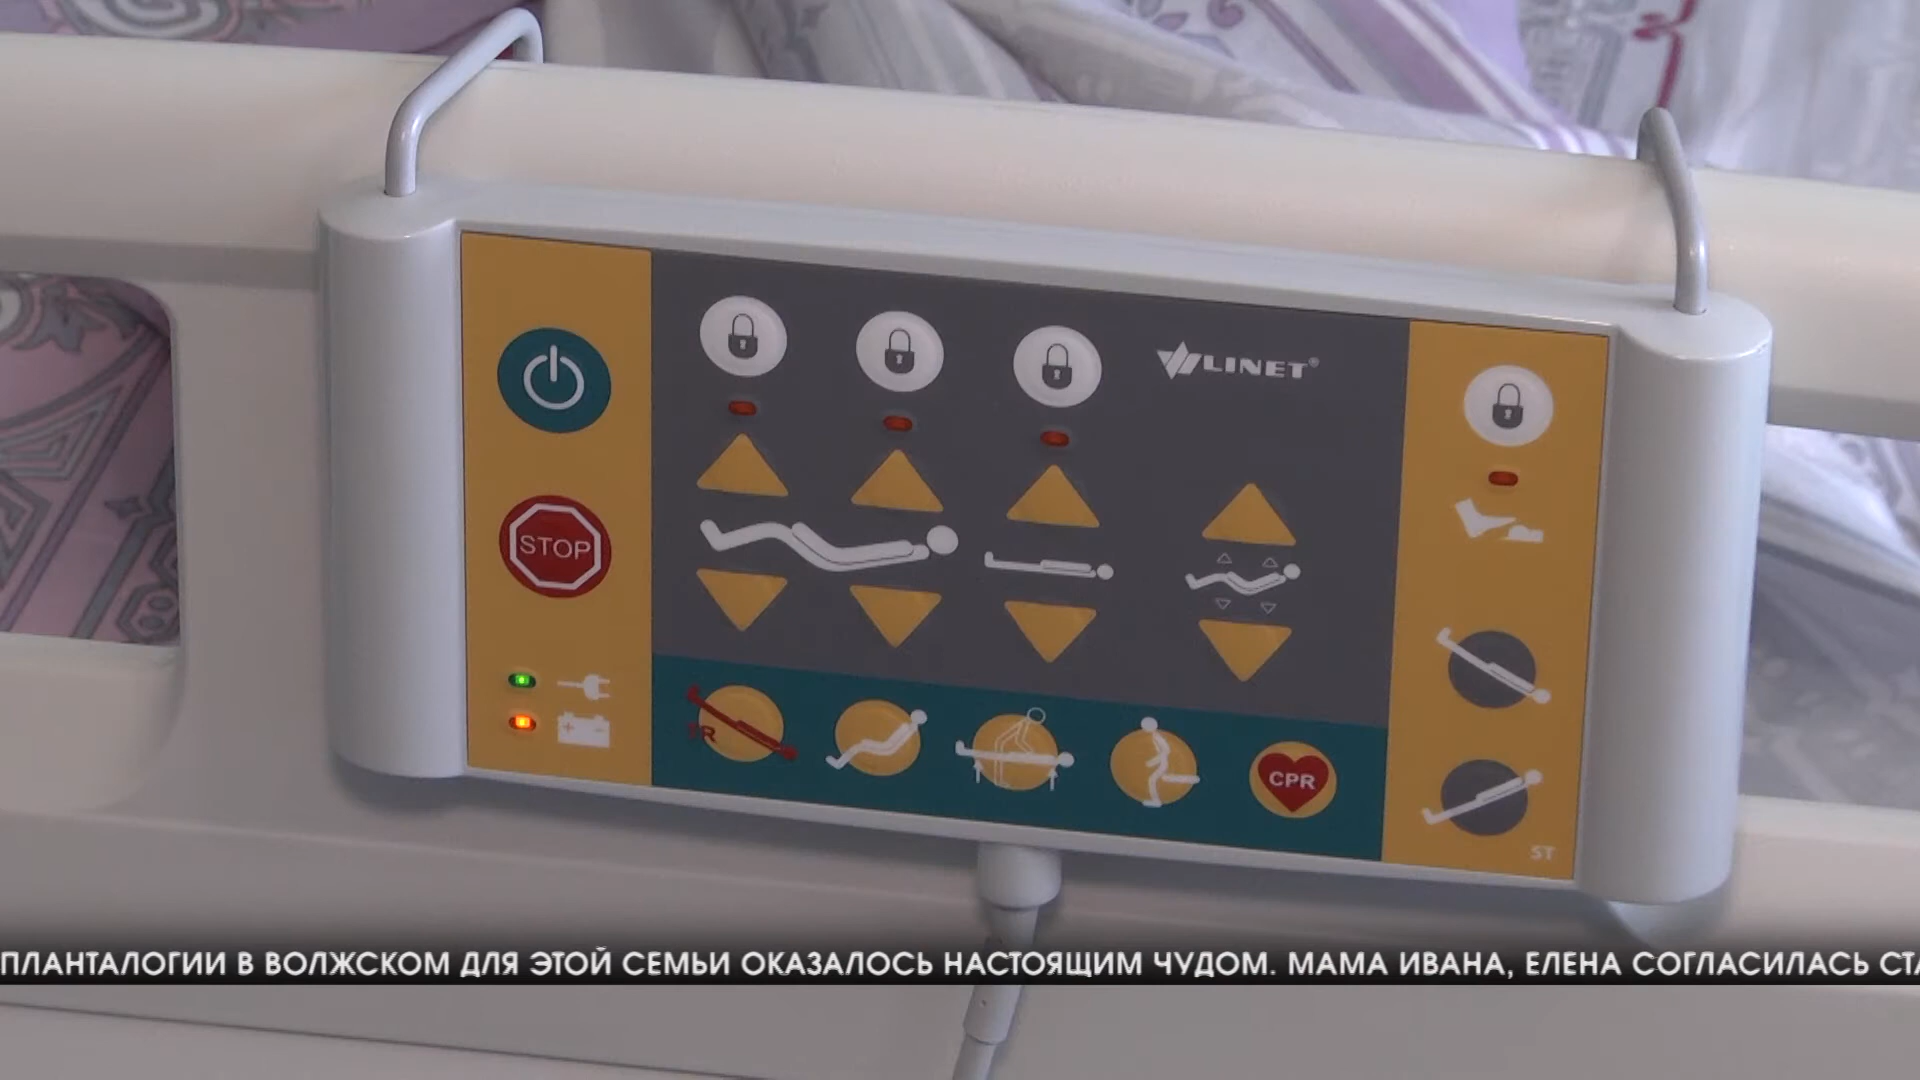 LINET®
STOP
TR
CPR
ST
ПЛАНТАЛОГИИ В ВОЛЖСКОМ ДЛЯ ЭТОЙ СЕМЬИ ОКАЗАЛОСЬ НАСТОЯЩИМ ЧУДОМ. МАМА ИВАНА, ЕЛЕНА СОГЛАСИЛАСЬ СТА